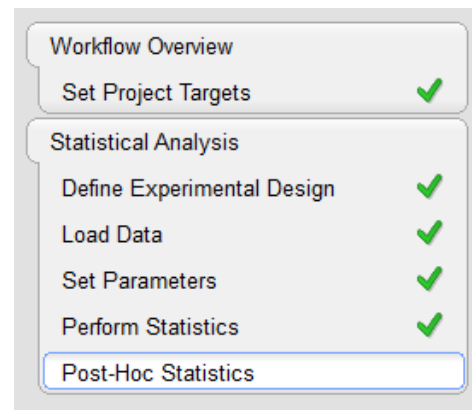 Workflow Overview
Set Project Targets
Statistical Analysis
Define Experimental Design
Load Data
Set Parameters
Perform Statistics
Post-Hoc Statistics